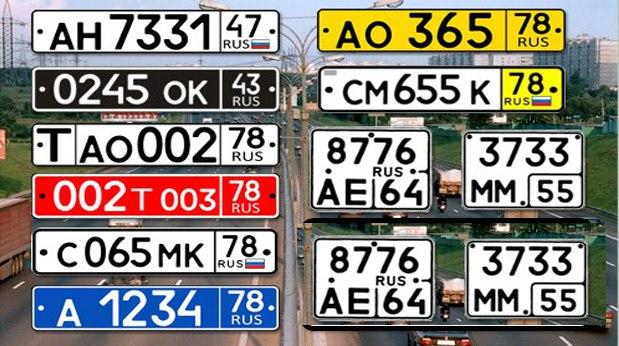 АН 7331 47 RUS
0245 ОК 43 RUS
Т АО 002 78 RUS
002 Т 003 78 RUS
С 065 МК 78 RUS
А 1234 78 RUS
АО 365 78 RUS
СМ 655 К 78 RUS
8776
RUS
АЕ 64
3733
ММ. 55
8776
RUS
АЕ 64
3733
ММ. 55